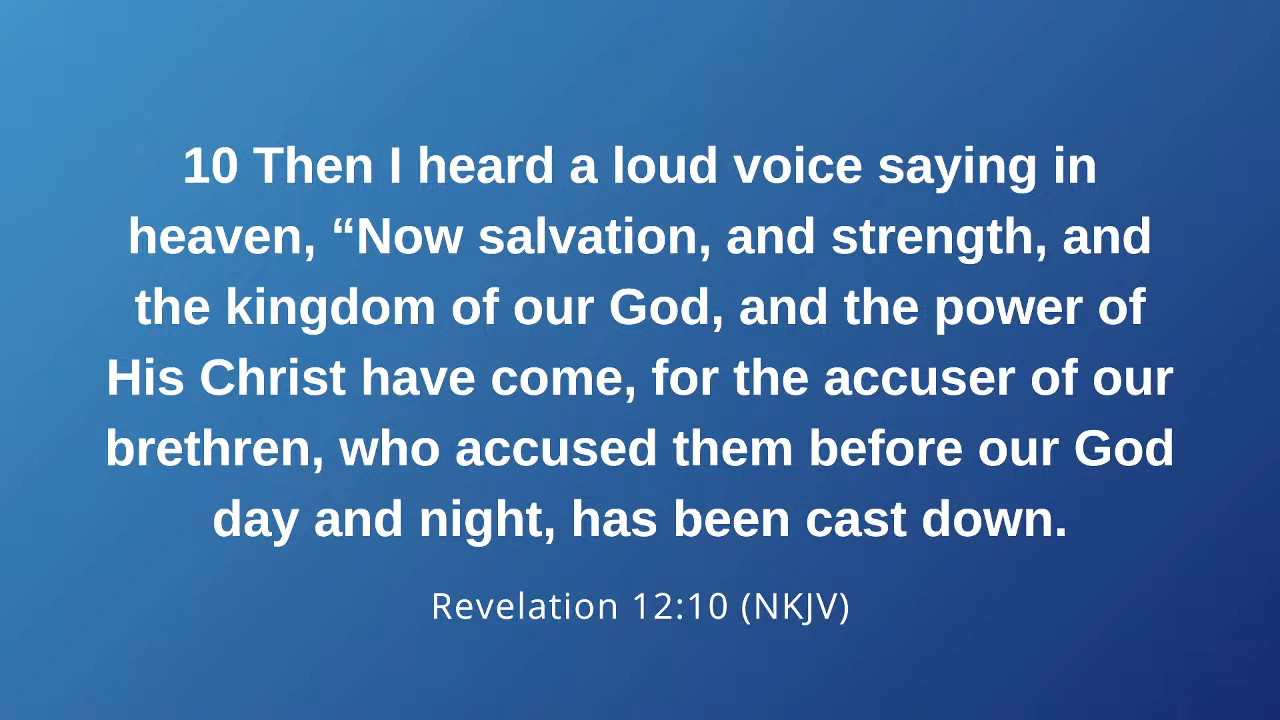 10 Then I heard a loud voice saying in
heaven, “Now salvation, and strength, and
the kingdom of our God, and the power of
His Christ have come, for the accuser of our
brethren, who accused them before our God
day and night, has been cast down.
Revelation 12:10 (NKJV)